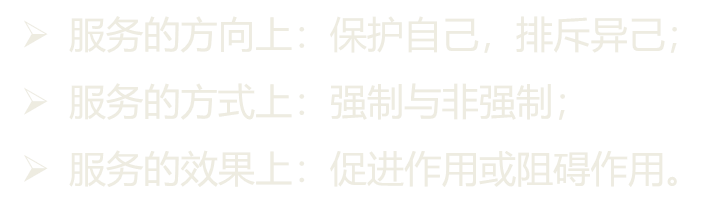 ➢ 服务的方向上：保护自己，排斥异己；
➢ 服务的方式上：强制与非强制；
➢ 服务的效果上：促进作用或阻碍作用。